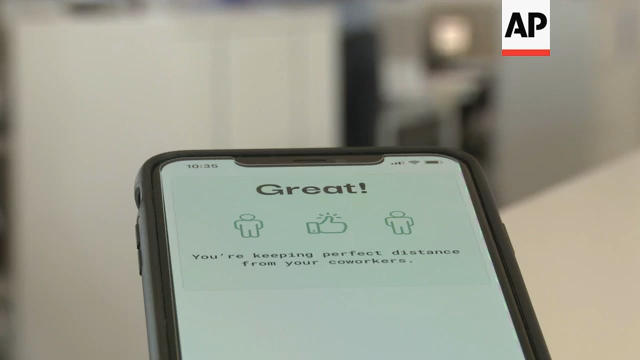 AP
10:35
Great!
You're keeping perfect distance
from your coworkers.